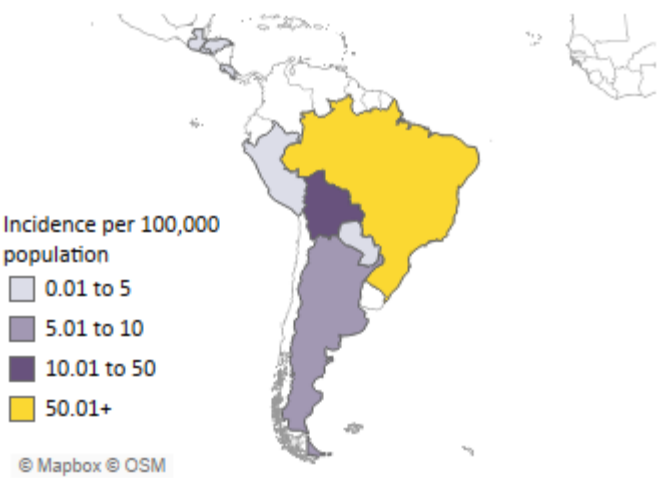 Incidence per 100,000
population
0.01 to 5
5.01 to 10
10.01 to 50
50.01+
© Mapbox © OSM